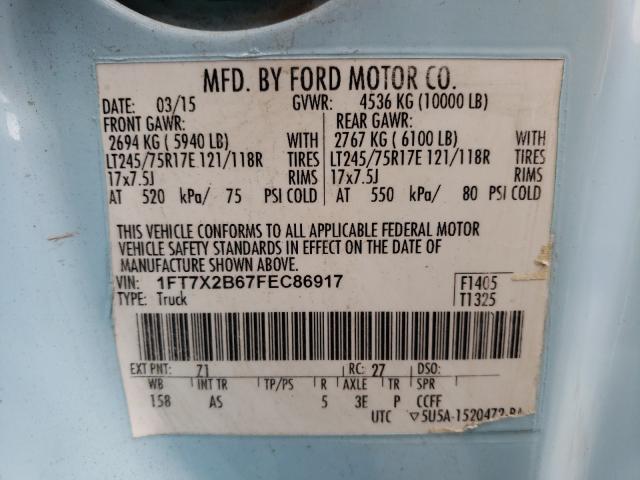 MFD. BY FORD MOTOR CO.
DATE: 03/15 GVWR: 4536 KG (10000 LB)
FRONT GAWR: REAR GAWR:
2694 KG ( 5940 LB) WITH 2767 KG ( 6100 LB) WITH
LT245/75R17E 121/118R TIRES LT245/75R17E 121/118R TIRES
17x7.5J RIMS 17x7.5J RIMS
AT 520 kPa/ 75 PSI COLD AT 550 kPa/ 80 PSI COLD
THIS VEHICLE CONFORMS TO ALL APPLICABLE FEDERAL MOTOR
VEHICLE SAFETY STANDARDS IN EFFECT ON THE DATE OF
MANUFACTURE SHOWN ABOVE.
VIN: 1FT7X2B67FEC86917 F1405
TYPE: Truck T1325
EXT PNT: 71 RC: 27 DSO:
WB INT TR TP/PS R AXLE TR SPR
158 AS 5 3E P CCFF
UTC ▽5U5A-1520472-BA